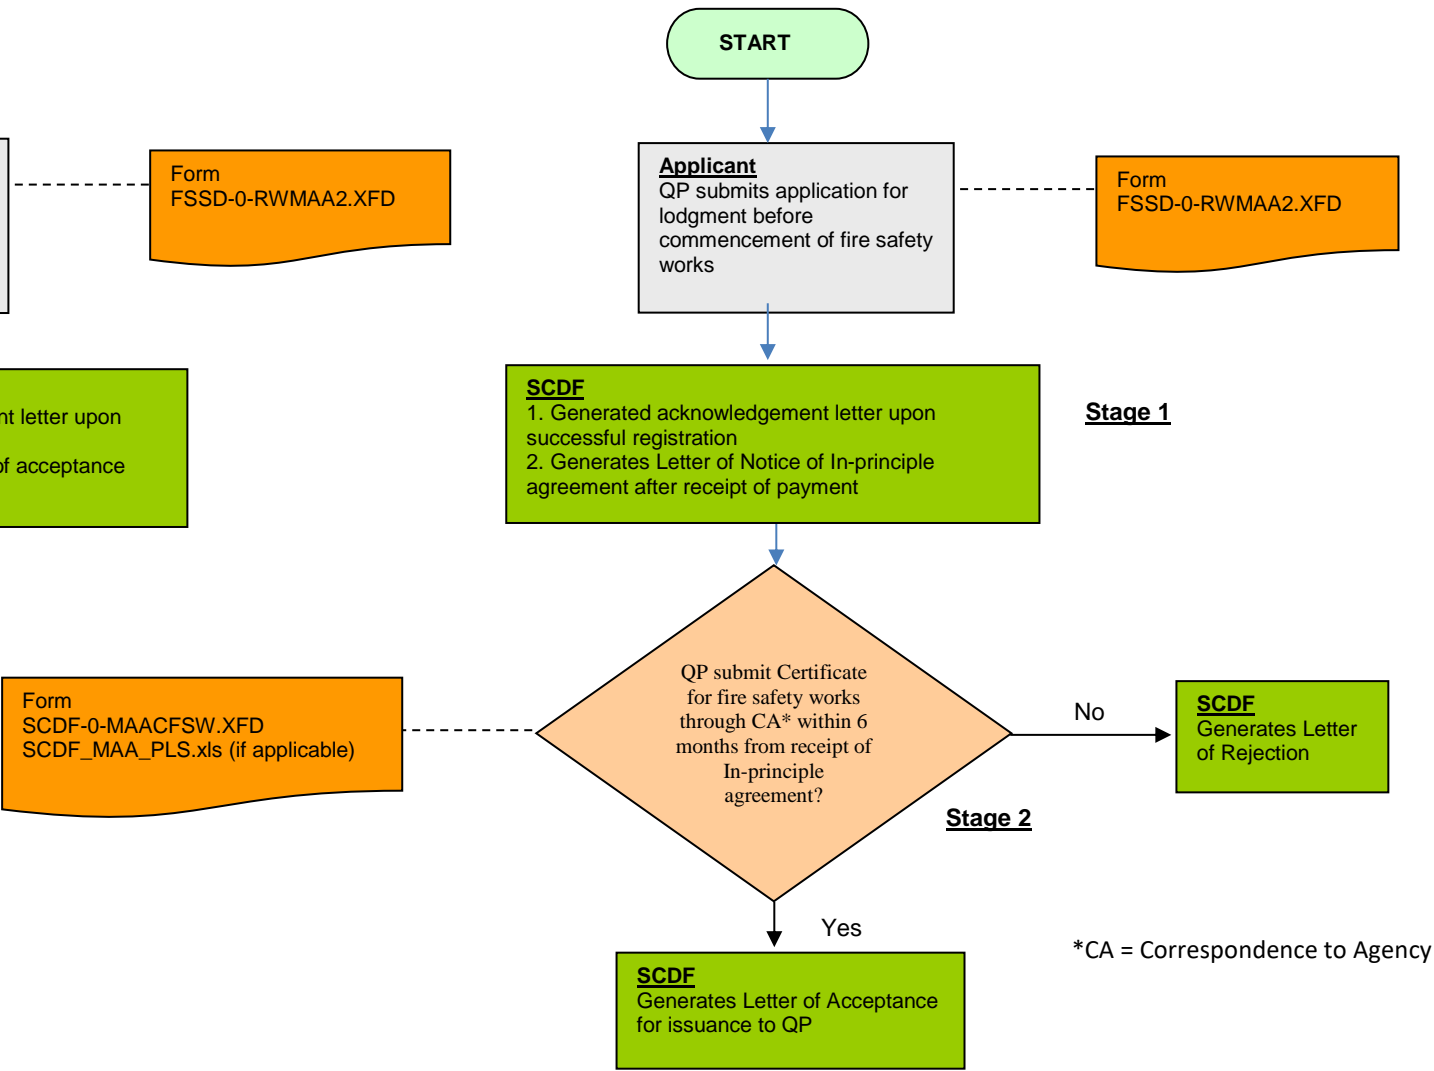 START
Form
FSSD-0-RWMAA2.XFD
Applicant
QP submits application for
lodgment before
commencement of fire safety
works
Form
FSSD-0-RWMAA2.XFD
letter upon
of acceptance
SCDF
1. Generated acknowledgement letter upon
successful registration
2. Generates Letter of Notice of In-principle
agreement after receipt of payment
Stage 1
Form
SCDF-0-MAACFSW.XFD
SCDF_MAA_PLS.xls (if applicable)
QP submit Certificate
for fire safety works
through CA* within 6
months from receipt of
In-principle
agreement?
No
SCDF
Generates Letter
of Rejection
Stage 2
Yes
*CA = Correspondence to Agency
SCDF
Generates Letter of Acceptance
for issuance to QP